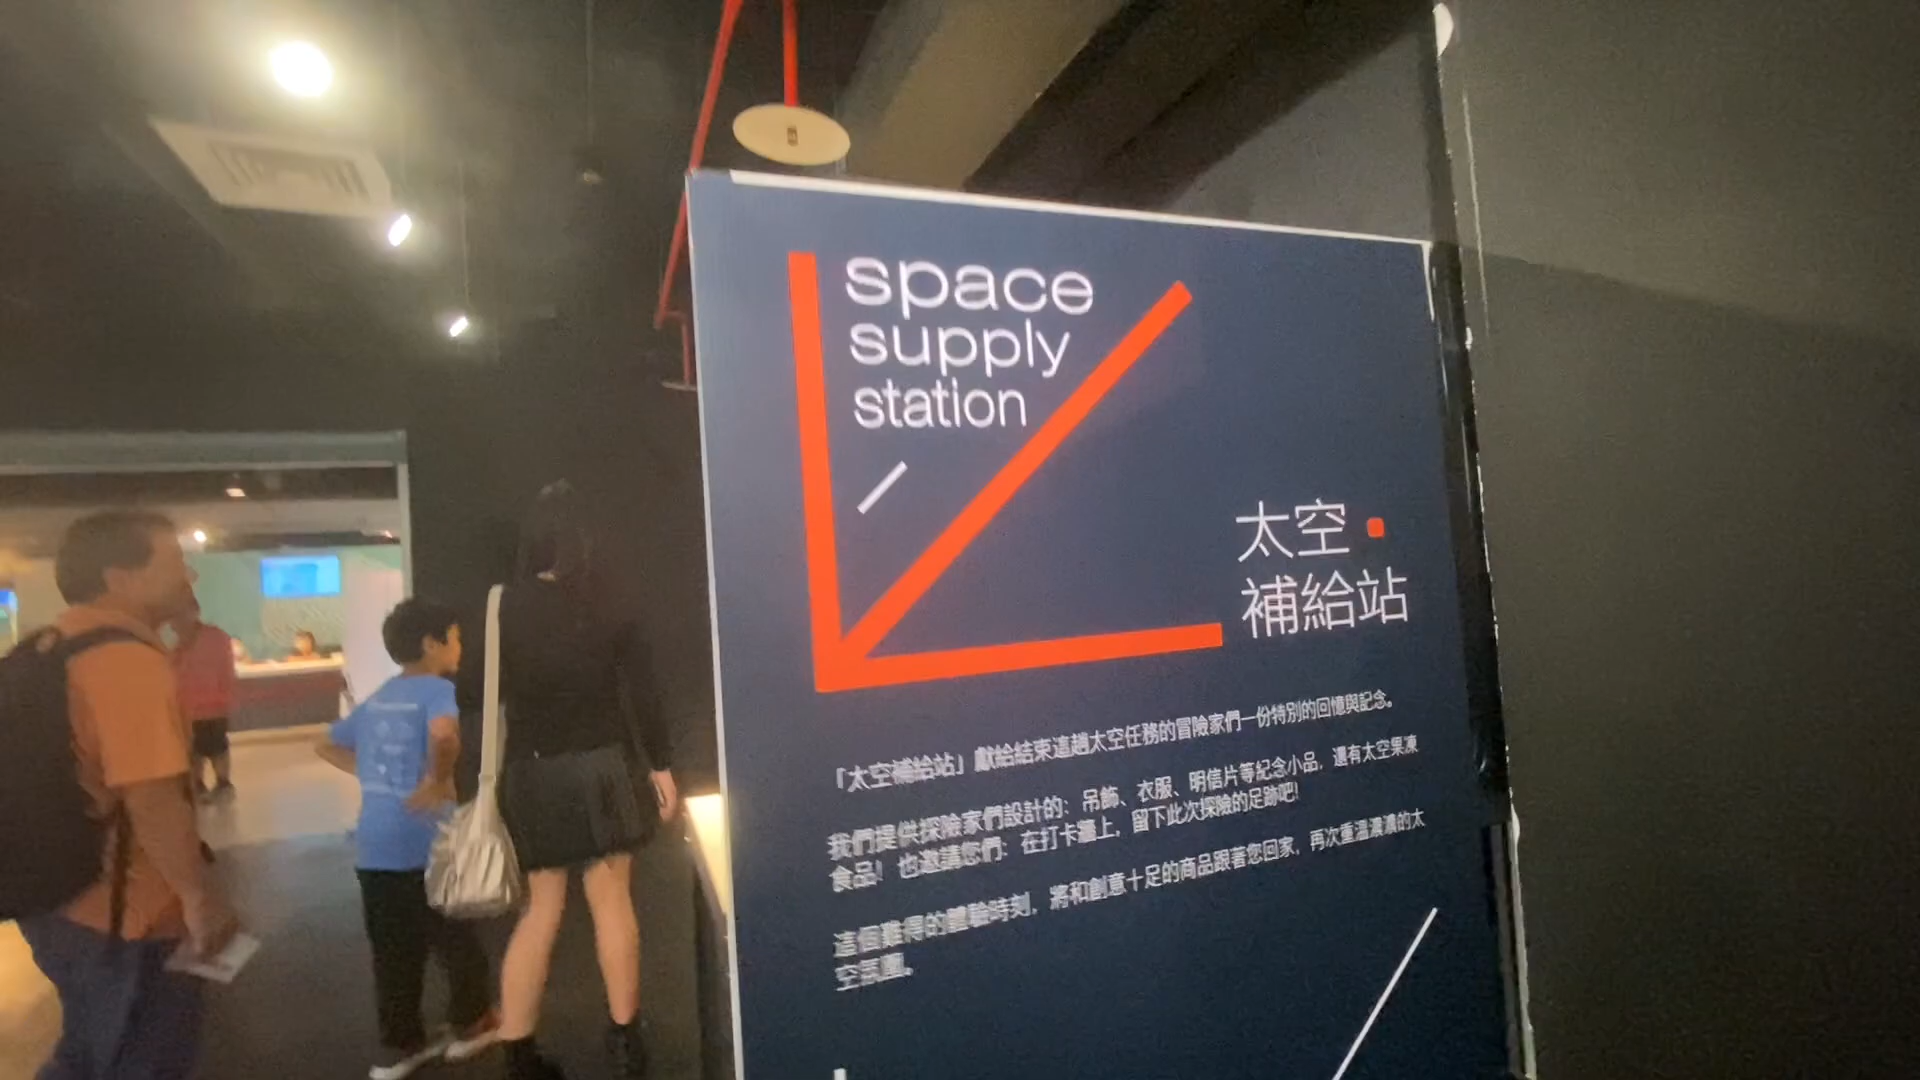 space
supply
station
太空
補給站
「太空補給站」獻給結束這趟太空任務的冒險家們一份特別的回憶與記念。
我們提供探險家們設計的：吊飾、衣服、明信片等紀念小品，還有太空果凍
食品！也邀請您們：在打卡牆上，留下此次探險的足跡吧！
這個難得的體驗時刻，將和創意十足的商品跟著您回家，再次重溫濃濃的太
空氛圍。